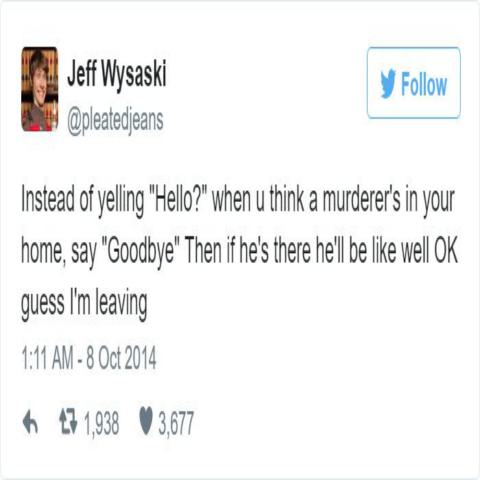 Jeff Wysaski
@pleatedjeans
Follow
Instead of yelling "Hello?" when u think a murderer's in your
home, say "Goodbye" Then if he's there he'll be like well OK
guess I'm leaving
1:11 AM - 8 Oct 2014
1,938 3,677